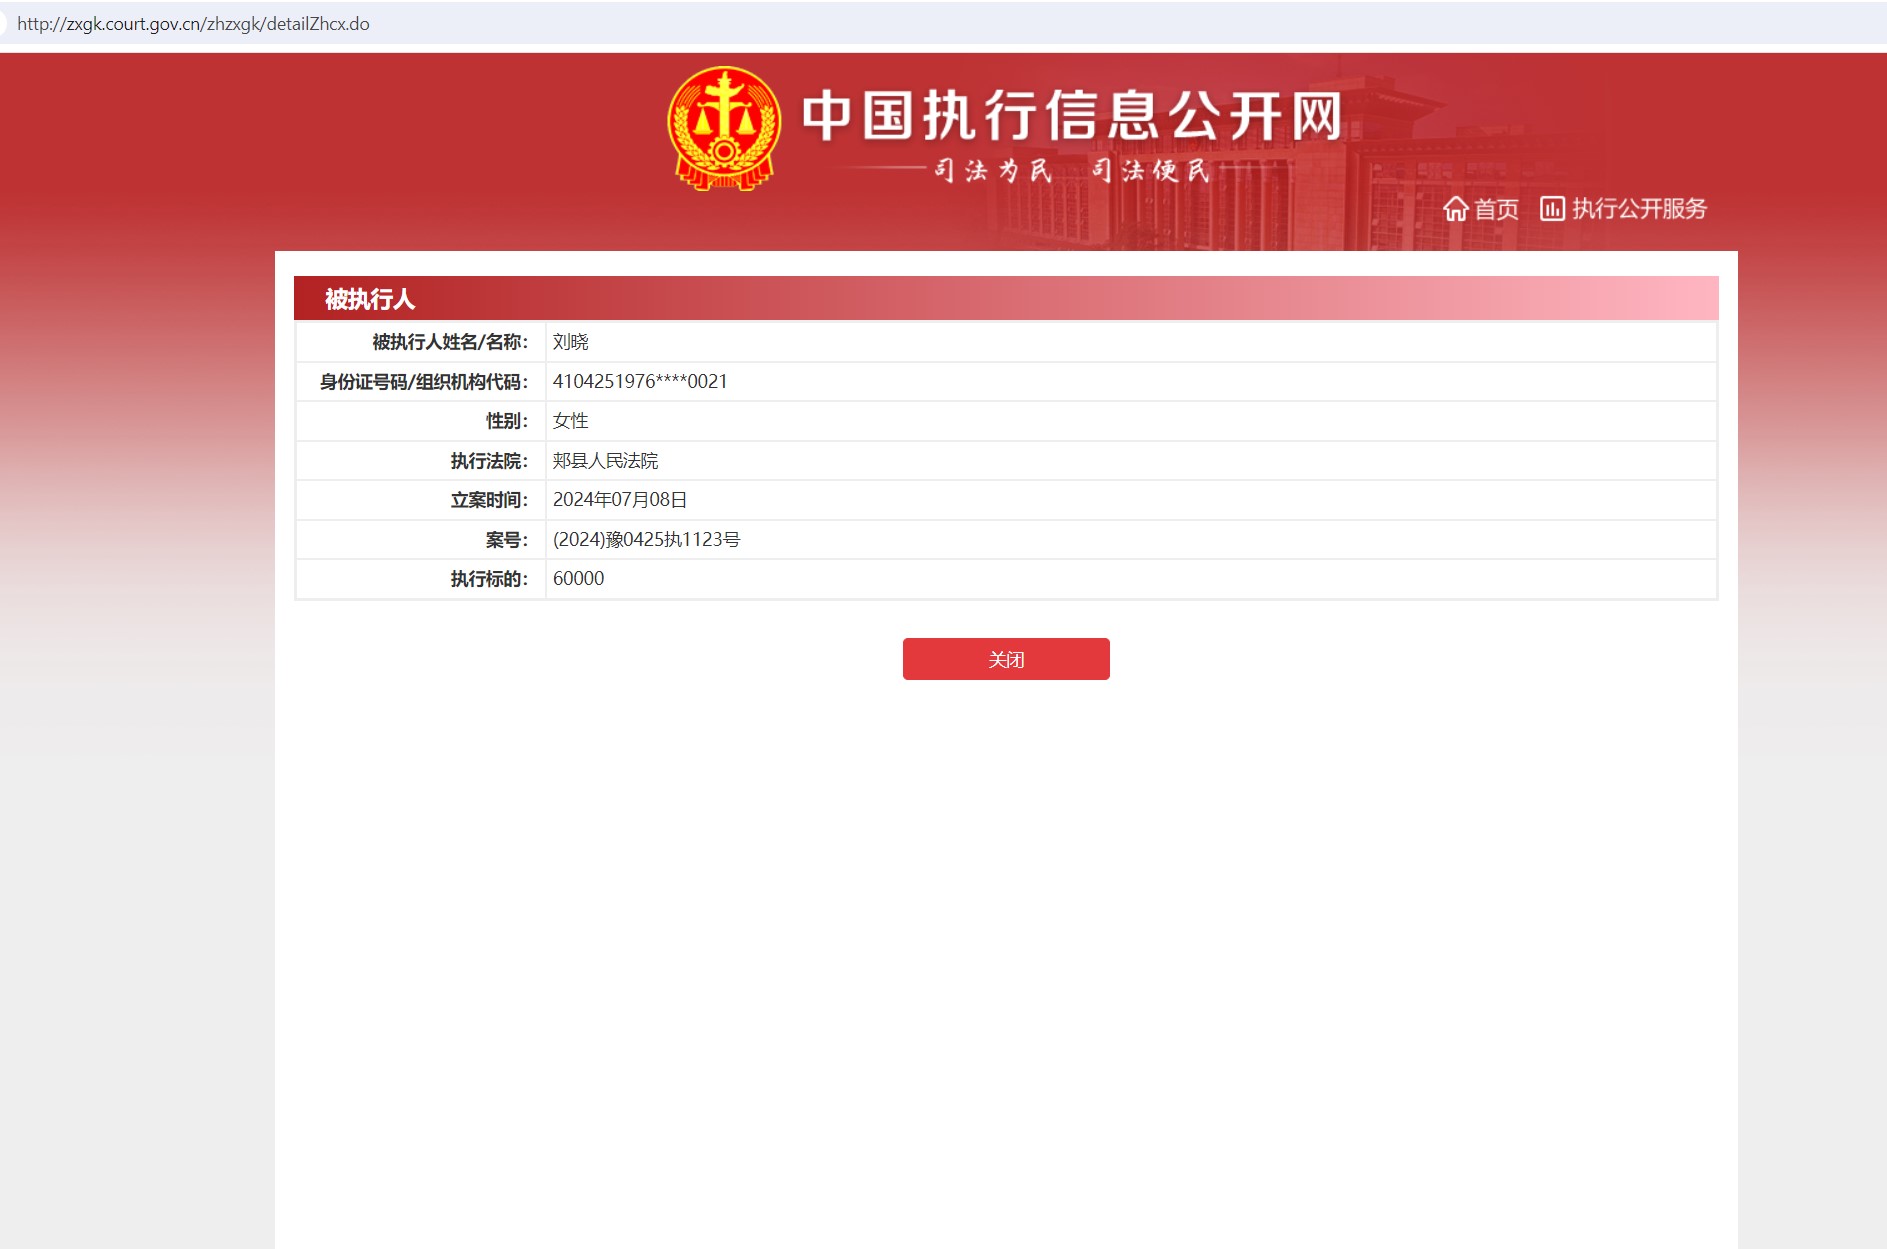 http://zxgk.court.gov.cn/zhzxgk/detailZhcx.do
中国执行信息公开网
司法为民 司法便民
首页 执行公开服务
被执行人
被执行人姓名/名称： 刘晓
身份证号码/组织机构代码： 4104251976****0021
性别： 女性
执行法院： 郏县人民法院
立案时间： 2024年07月08日
案号： (2024)豫0425执1123号
执行标的： 60000
关闭